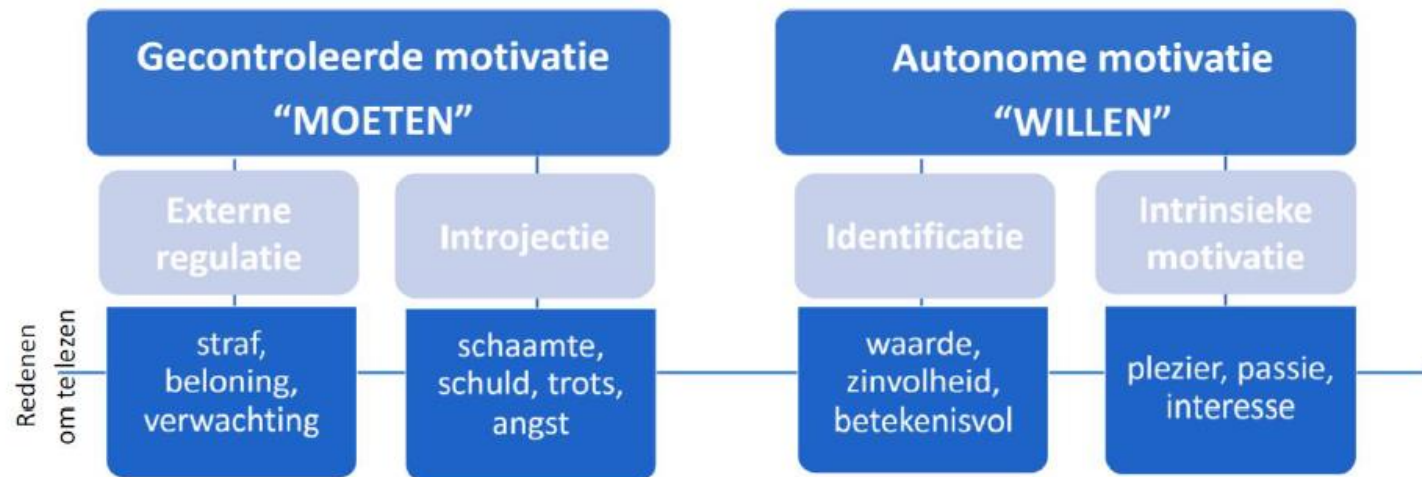 Gecontroleerde motivatie
“MOETEN”
Autonome motivatie
“WILLEN”
Externe
regulatie
Introjectie
Identificatie
Intrinsieke
motivatie
Redenen
om te lezen
straf,
beloning,
verwachting
schaamte,
schuld, trots,
angst
waarde,
zinvolheid,
betekenisvol
plezier, passie,
interesse